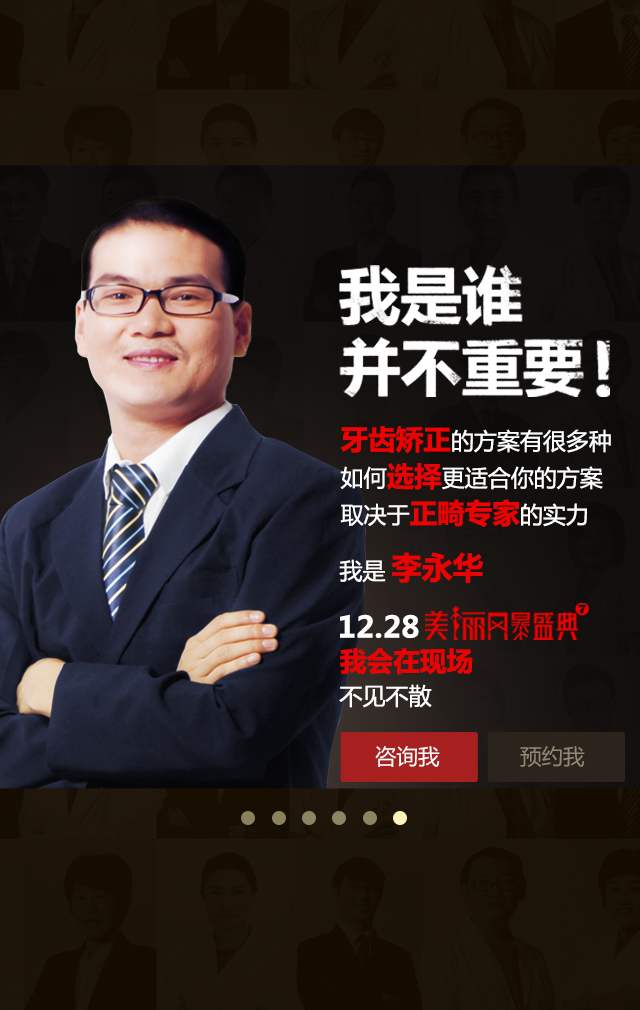 我是谁
并不重要!
牙齿矫正的方案有很多种
如何选择更适合你的方案
取决于正畸专家的实力
我是 李永华
12.28 美丽风暴盛典7
我会在现场
不见不散
咨询我
预约我